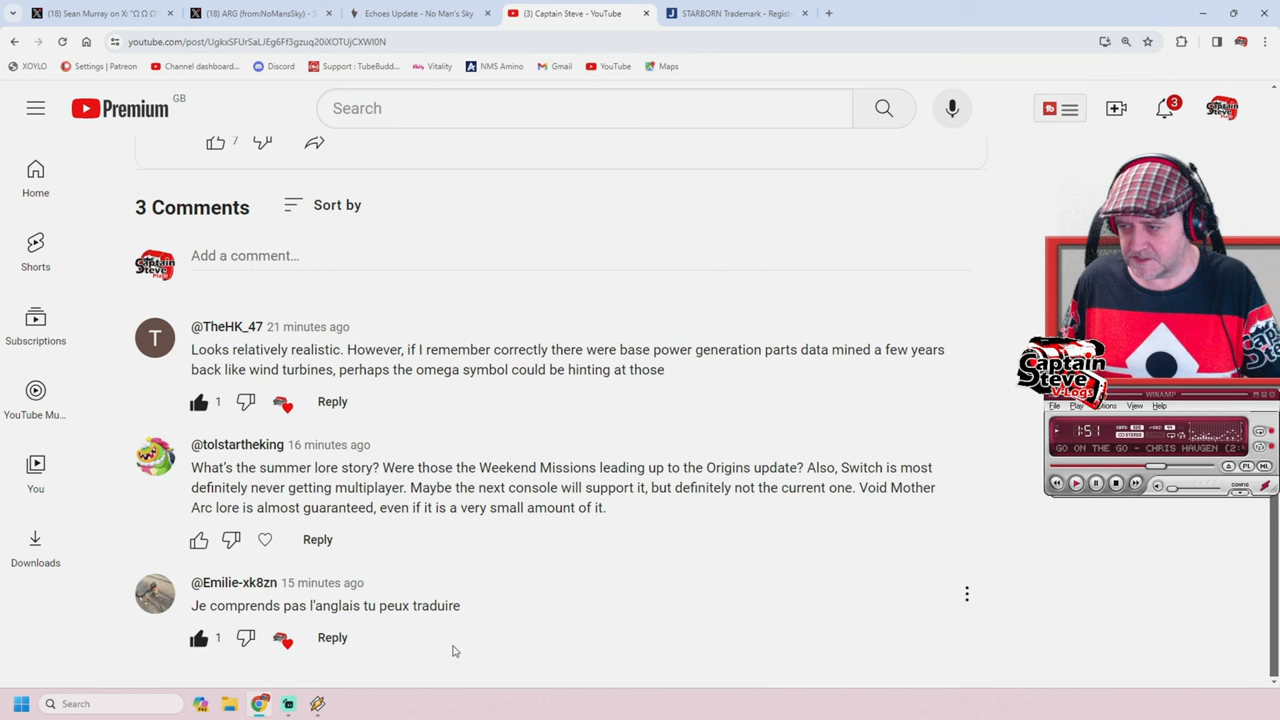 (18) Sean Murray on X: "Ω Ω Ω"
(18) ARG (from:NoMansSky) - S
Echoes Update - No Man's Sky
(3) Captain Steve - YouTube
STARBORN Trademark - Regist
youtube.com/post/UgkxSFUrSaLJEg6Ff3gzuq20iXOTUjCXWI0N
XOYLO
Settings | Patreon
Channel dashboard...
Discord
Support : TubeBudd...
Vitality
NMS Amino
Gmail
YouTube
Maps
Premium GB
Search
3
Home
Shorts
Subscriptions
YouTube Mu...
You
Downloads
7
3 Comments
Sort by
Add a comment...
T
@TheHK_47 21 minutes ago
Looks relatively realistic. However, if I remember correctly there were base power generation parts data mined a few years
back like wind turbines, perhaps the omega symbol could be hinting at those
1 Reply
@tolstartheking 16 minutes ago
What's the summer lore story? Were those the Weekend Missions leading up to the Origins update? Also, Switch is most
definitely never getting multiplayer. Maybe the next console will support it, but definitely not the current one. Void Mother
Arc lore is almost guaranteed, even if it is a very small amount of it.
Reply
@Emilie-xk8zn 15 minutes ago
Je comprends pas l'anglais tu peux traduire
1 Reply
Captain
Steve
V-Logs
WINAMP
File Play Options View Help
1:51
GO ON THE GO - CHRIS HAUGEN (2:
PL ML
CONFIG
Search